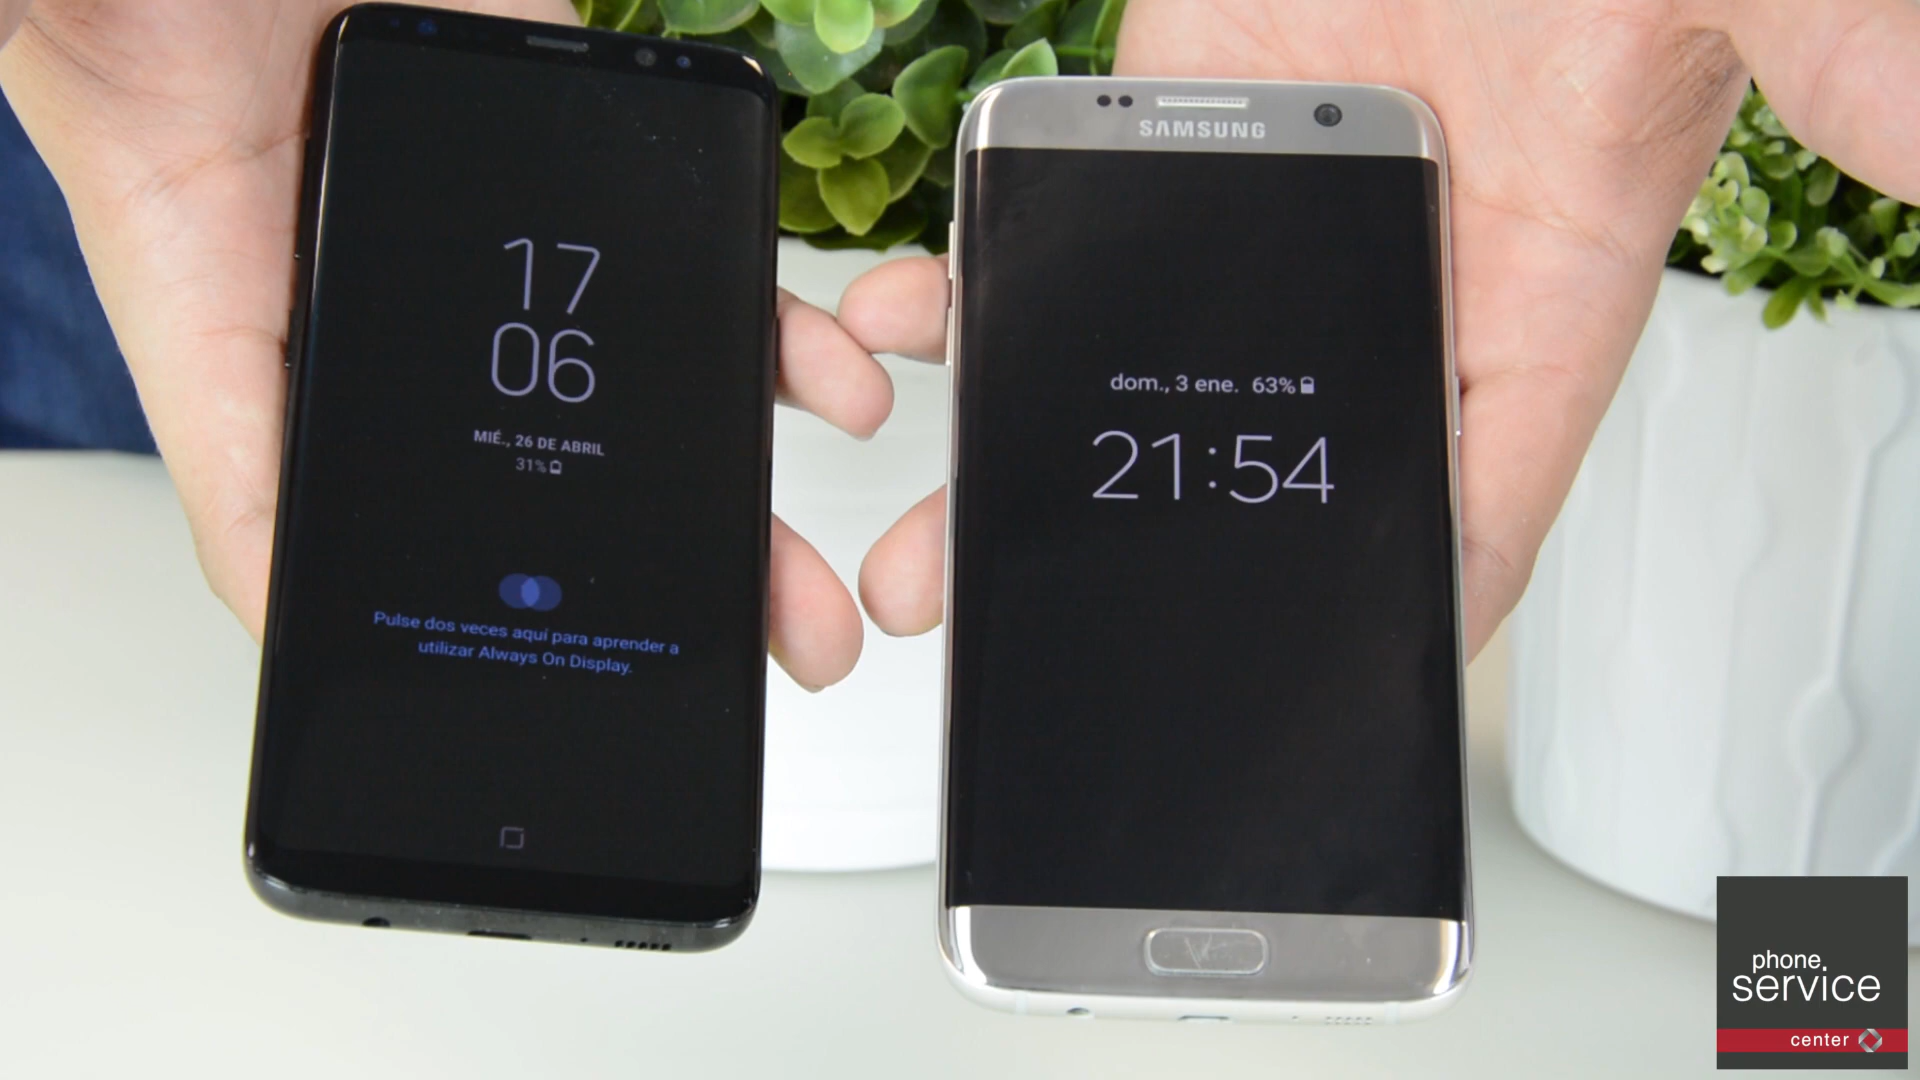 17
06
MIÉ., 26 DE ABRIL
31%
Pulse dos veces aquí para aprender a
utilizar Always On Display.
SAMSUNG
dom., 3 ene. 63%
21:54
phone
service
center